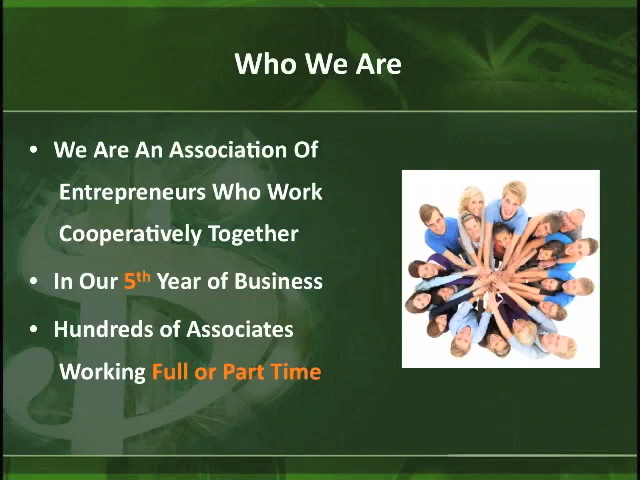 Who We Are
• We Are An Association Of
Entrepreneurs Who Work
Cooperatively Together
• In Our 5th Year of Business
• Hundreds of Associates
Working Full or Part Time